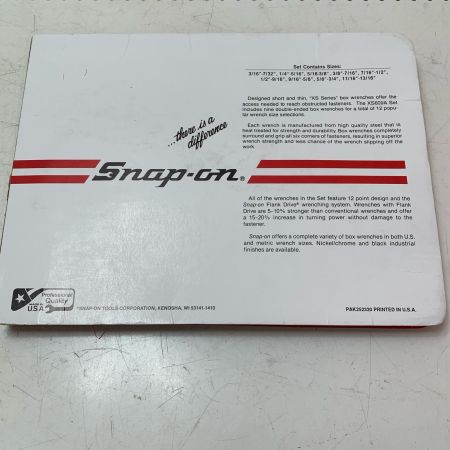 Set Contains Sizes:
3/16"-7/32", 1/4"-5/16", 5/16-3/8", 3/8"-7/16", 7/16"-1/2",
1/2"-9/16", 9/16"-5/8", 5/8"-3/4", 11/16"-13/16"
Designed short and thin, "XS Series" box wrenches offer the
access needed to reach obstructed fasteners. The XS609A Set
includes nine double-ended box wrenches for a total of 12 popu-
lar wrench size selections.
Each wrench is manufactured from high quality steel that is
heat treated for strength and durability. Box wrenches completely
surround and grip all six corners of fasteners, resulting in superior
wrench strength and less chance of the wrench slipping off the
work.
...there is a
difference
Snap-on®
All of the wrenches in the Set feature 12 point design and the
Snap-on Flank Drive® wrenching system. Wrenches with Flank
Drive are 5-10% stronger than conventional wrenches and offer
a 15-20% increase in turning power without damage to the
fastener.
Snap-on offers a complete variety of box wrenches in both U.S.
and metric wrench sizes. Nickel/chrome and black industrial
finishes are available.
MADE IN
U.S.A.
Professional
Quality
*SNAP-ON TOOLS CORPORATION, KENOSHA, WI 53141-1410
PRINTED IN U.S.A.